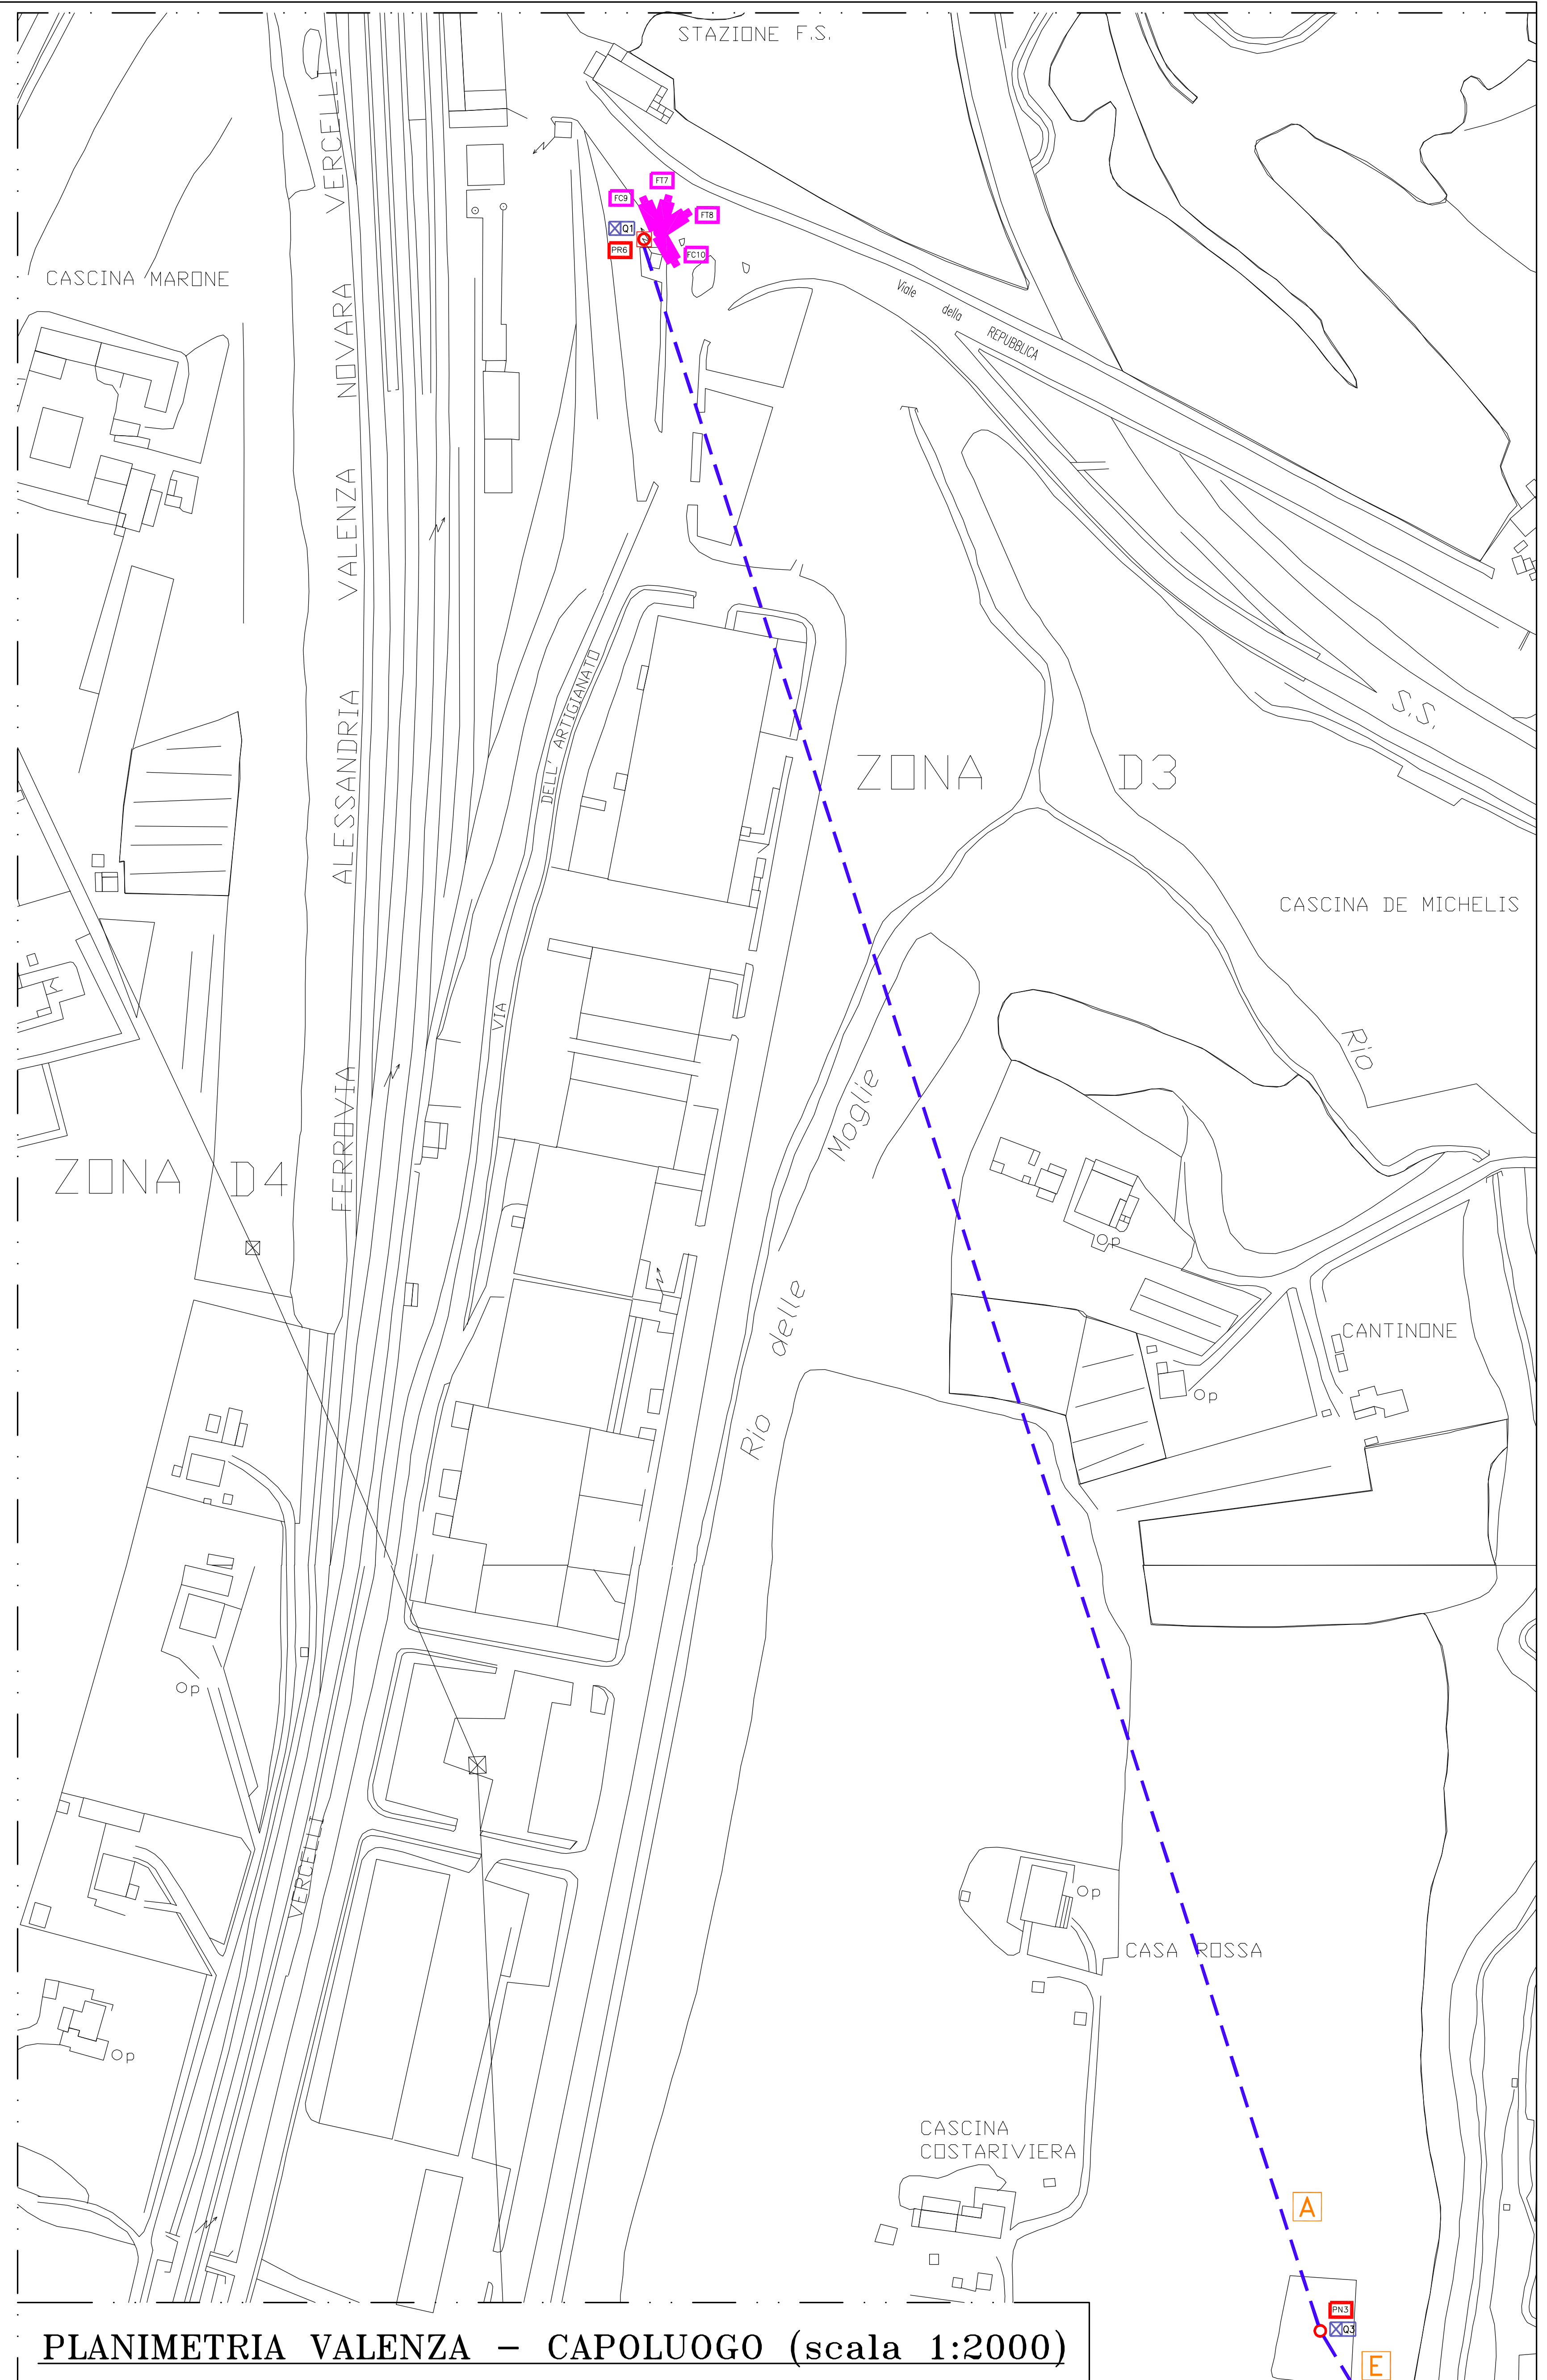 STAZIONE F.S.
VERCELLI
FT7
FC9
FT8
Q1
PR6
FC10
CASCINA MARONE
Viale
della
REPUBBLICA
NOVARA
VALENZA
DELL' ARTIGIANATO
S.S.
ALESSANDRIA
ZONA D3
CASCINA DE MICHELIS
VIA
Rio
Moglie
FERROVIA
ZONA D4
Op
delle
CANTINONE
Op
Rio
Op
VERCELLI
Op
CASA ROSSA
Op
CASCINA
COSTARIVIERA
A
PN3
Q3
PLANIMETRIA VALENZA - CAPOLUOGO (scala 1:2000)
E